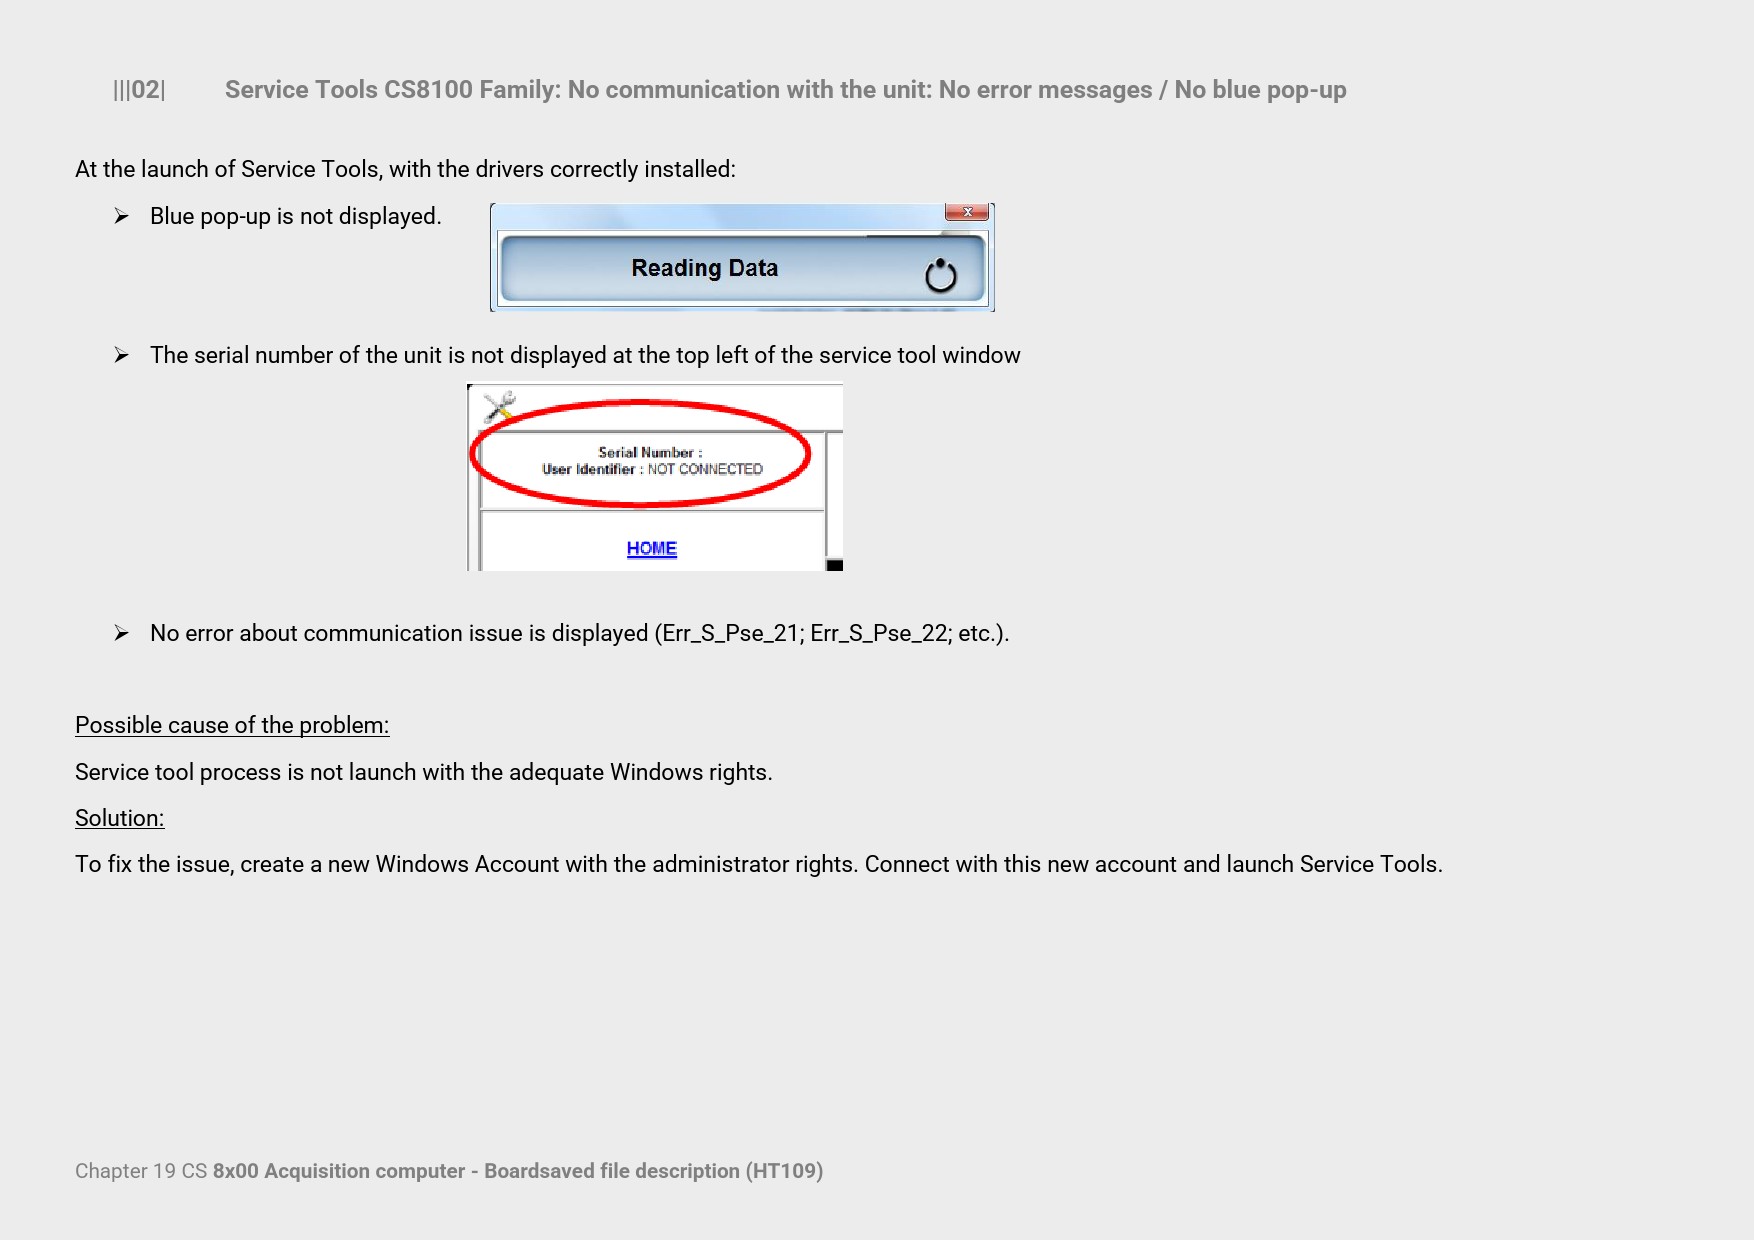 |||02| Service Tools CS8100 Family: No communication with the unit: No error messages / No blue pop-up
At the launch of Service Tools, with the drivers correctly installed:
➢ Blue pop-up is not displayed.
x
Reading Data
➢ The serial number of the unit is not displayed at the top left of the service tool window
Serial Number :
User Identifier : NOT CONNECTED
HOME
➢ No error about communication issue is displayed (Err_S_Pse_21; Err_S_Pse_22; etc.).
Possible cause of the problem:
Service tool process is not launch with the adequate Windows rights.
Solution:
To fix the issue, create a new Windows Account with the administrator rights. Connect with this new account and launch Service Tools.
Chapter 19 CS 8x00 Acquisition computer - Boardsaved file description (HT109)